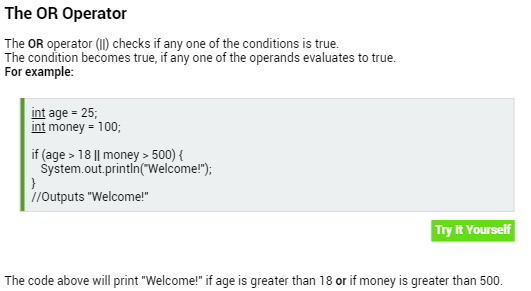 The OR Operator
The OR operator (||) checks if any one of the conditions is true.
The condition becomes true, if any one of the operands evaluates to true.
For example:
int age = 25;
int money = 100;
if (age > 18 || money > 500) {
System.out.println("Welcome!");
}
//Outputs "Welcome!"
Try It Yourself
The code above will print "Welcome!" if age is greater than 18 or if money is greater than 500.